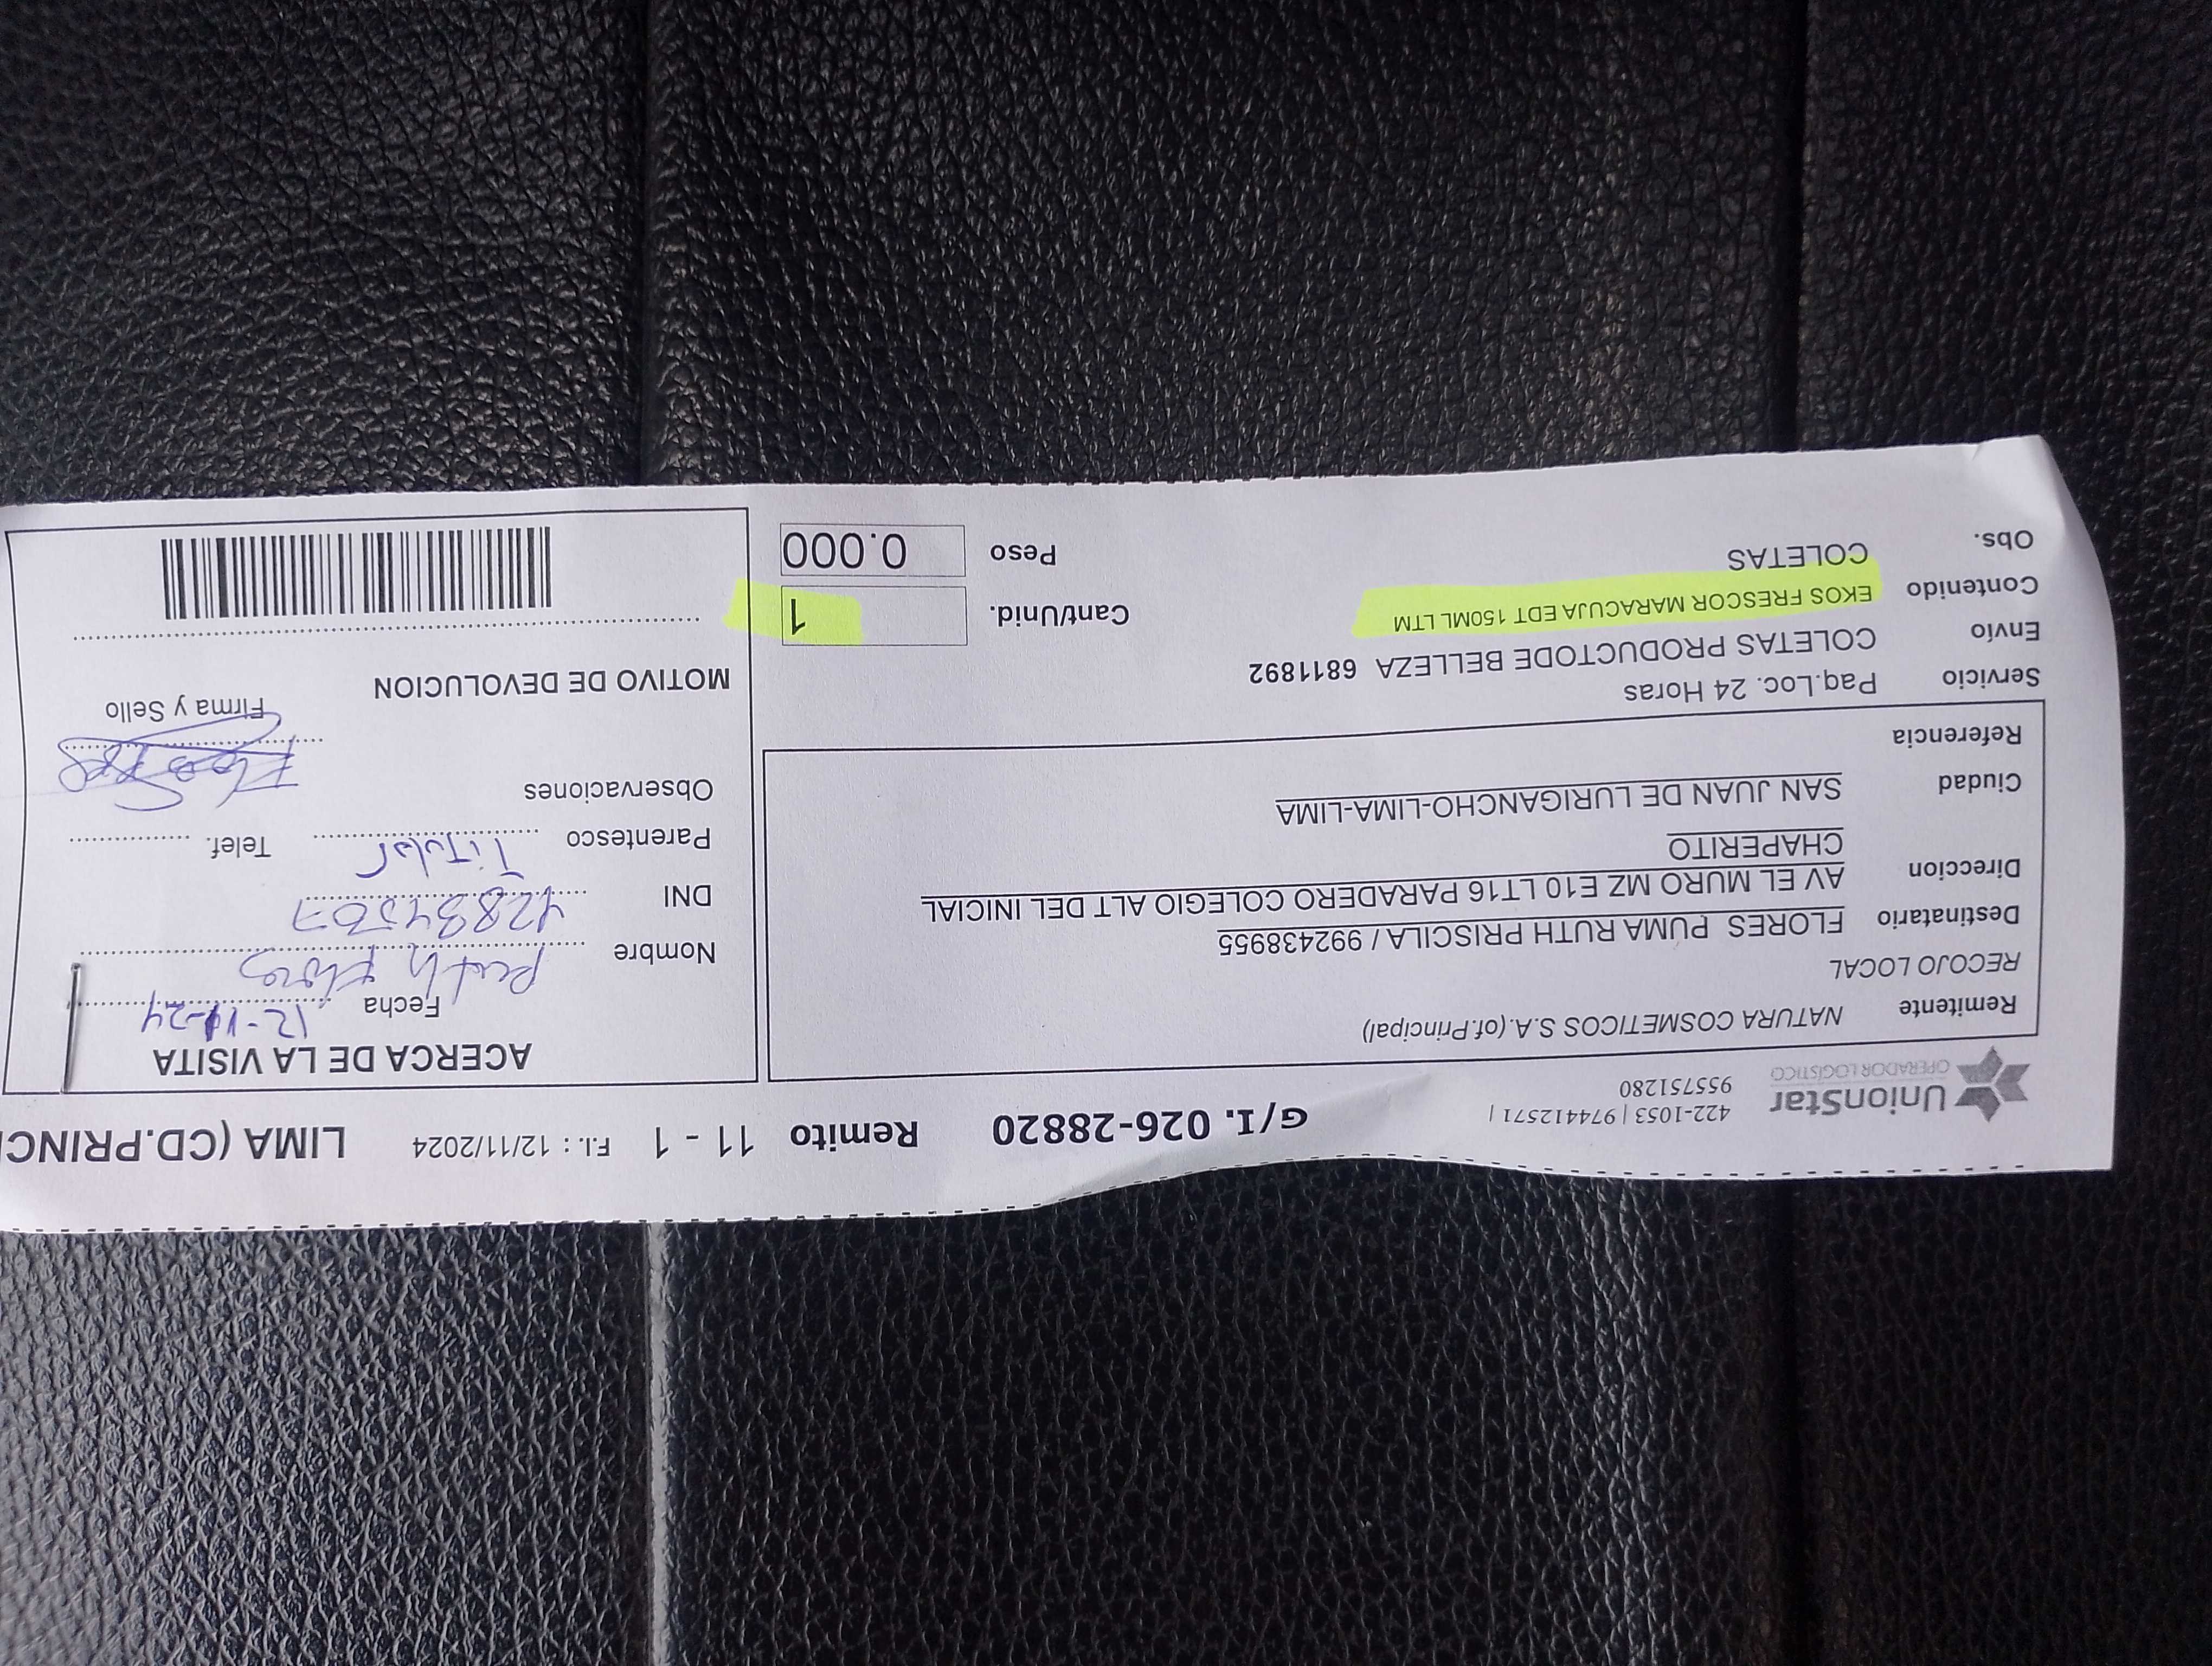 UnionStar
OPERADOR LOGÍSTICO
422-1053 | 974412571 |
955751280
G/I. 026-28820 Remito 11 - 1 F.I. : 12/11/2024 LIMA (CD.PRINC
Remitente NATURA COSMETICOS S.A. (of.Principal)
RECOJO LOCAL
Destinatario FLORES PUMA RUTH PRISCILA / 992438955
Direccion AV EL MURO MZ E10 LT16 PARADERO COLEGIO ALT DEL INICIAL
CHAPERITO
Ciudad SAN JUAN DE LURIGANCHO-LIMA-LIMA
Referencia
Servicio Paq.Loc. 24 Horas
Envío COLETAS PRODUCTODE BELLEZA 6811892
Contenido EKOS FRESCOR MARACUJA EDT 150ML LTM
Obs. COLETAS
Cant/Unid. 1
Peso 0.000
ACERCA DE LA VISITA
Fecha 12-11-24
Nombre Ruth Flores
DNI 42834507
Parentesco Titular Telef.
Observaciones
Firma y Sello
MOTIVO DE DEVOLUCION